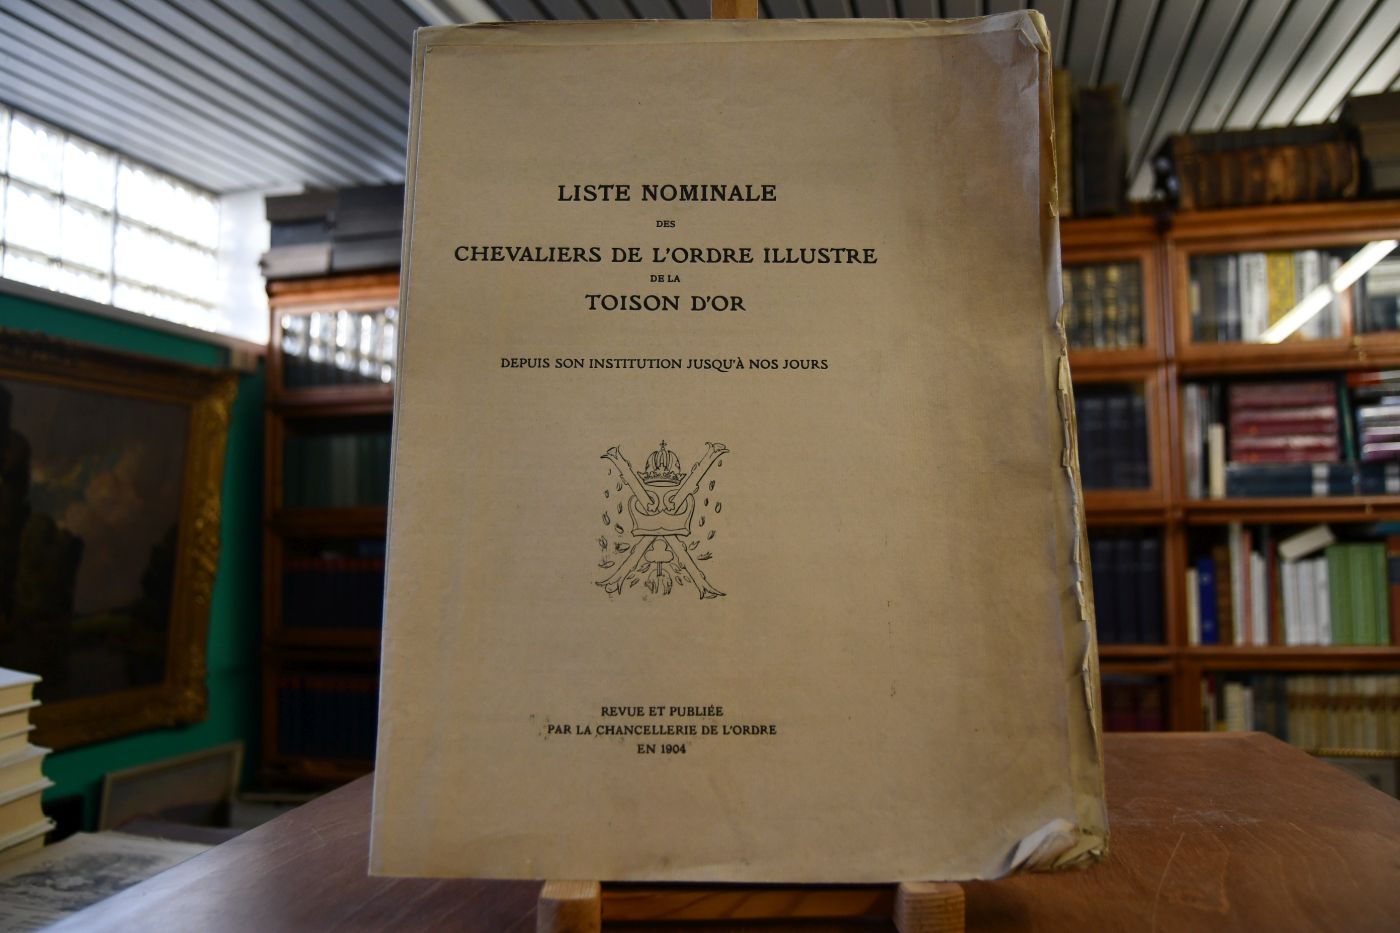 LISTE NOMINALE
DES
CHEVALIERS DE L'ORDRE ILLUSTRE
DE LA
TOISON D'OR
DEPUIS SON INSTITUTION JUSQU'À NOS JOURS
REVUE ET PUBLIÉE
PAR LA CHANCELLERIE DE L'ORDRE
EN 1904